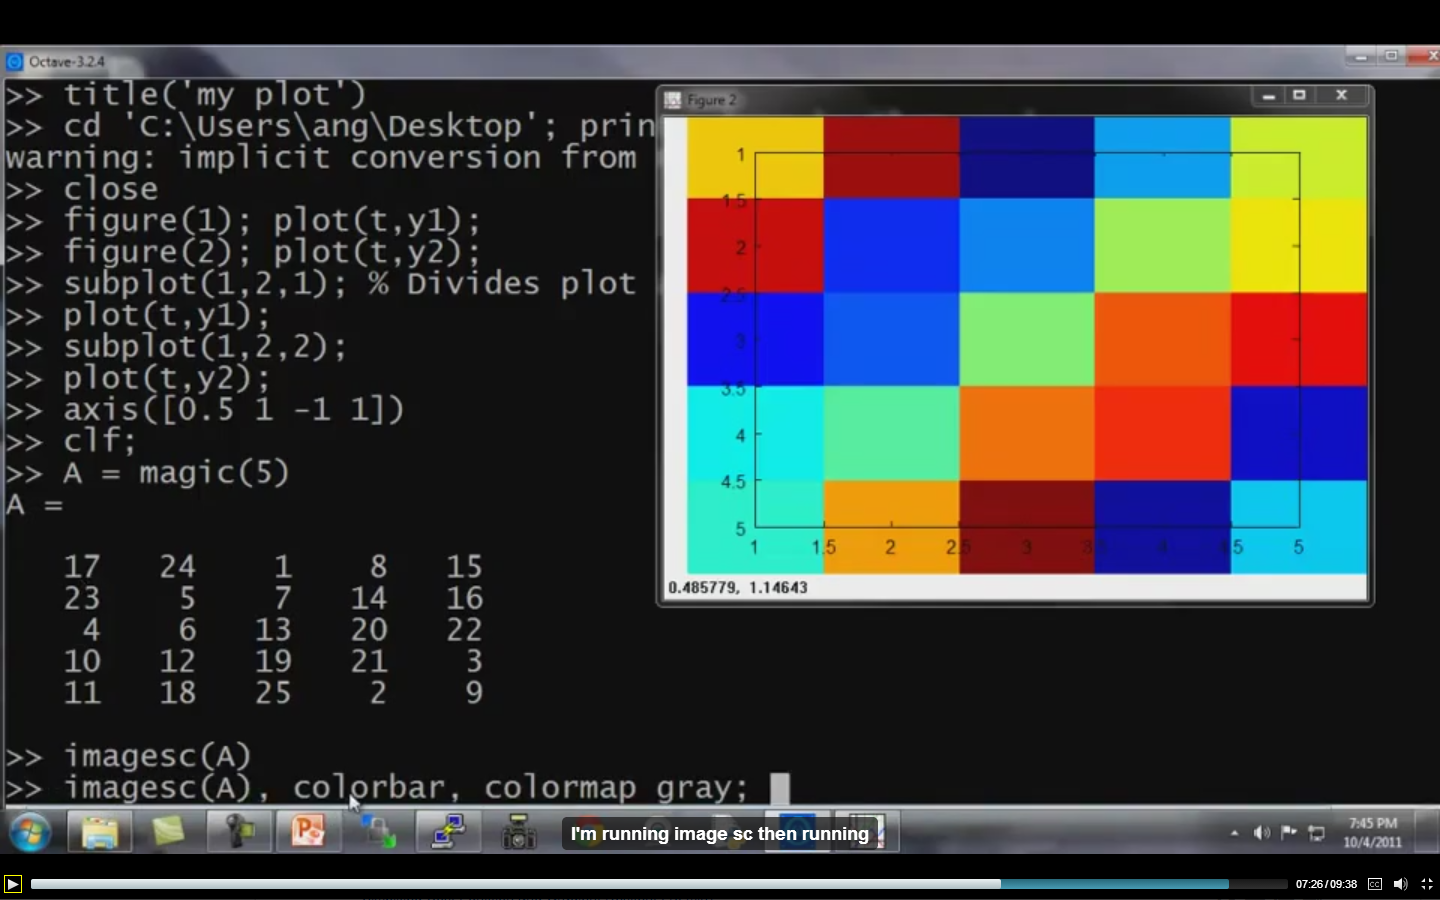 Octave-3.2.4
>> title('my plot')
>> cd 'C:\Users\ang\Desktop'; prin
warning: implicit conversion from
>> close
>> figure(1); plot(t,y1);
>> figure(2); plot(t,y2);
>> subplot(1,2,1); % Divides plot
>> plot(t,y1);
>> subplot(1,2,2);
>> plot(t,y2);
>> axis([0.5 1 -1 1])
>> clf;
>> A = magic(5)
A =
17 24 1 8 15
23 5 7 14 16
4 6 13 20 22
10 12 19 21 3
11 18 25 2 9
>> imagesc(A)
>> imagesc(A), colorbar, colormap gray;
Figure 2
1
1.5
2
2.5
3
3.5
4
4.5
5
1 1.5 2 2.5 3 3.5 4 4.5 5
0.485779, 1.14643
I'm running image sc then running
7:45 PM
10/4/2011
07:26/09:38
CC